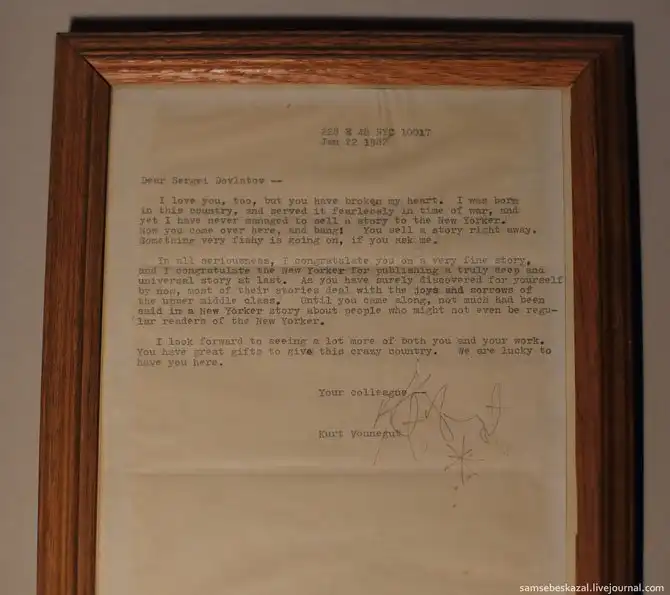 228 E 48 NYC 10017
Jan 22 1982
Dear Sergei Dovlatov --
I love you, too, but you have broken my heart. I was born
in this country, and served it fearlessly in time of war, and
yet I have never managed to sell a story to the New Yorker.
Now you come over here, and bang! You sell a story right away.
Something very fishy is going on, if you ask me.
In all seriousness, I congratulate you on a very fine story,
and I congratulate the New Yorker for publishing a truly deep and
universal story at last. As you have surely discovered for yourself
by now, most of their stories deal with the joys and sorrows of
the upper middle class. Until you came along, not much had been
said in a New Yorker story about people who might not even be regu-
lar readers of the New Yorker.
I look forward to seeing a lot more of both you and your work.
You have great gifts to give this crazy country. We are lucky to
have you here.
Your colleague --
Kurt Vonnegut
samsebeskazal.livejournal.com